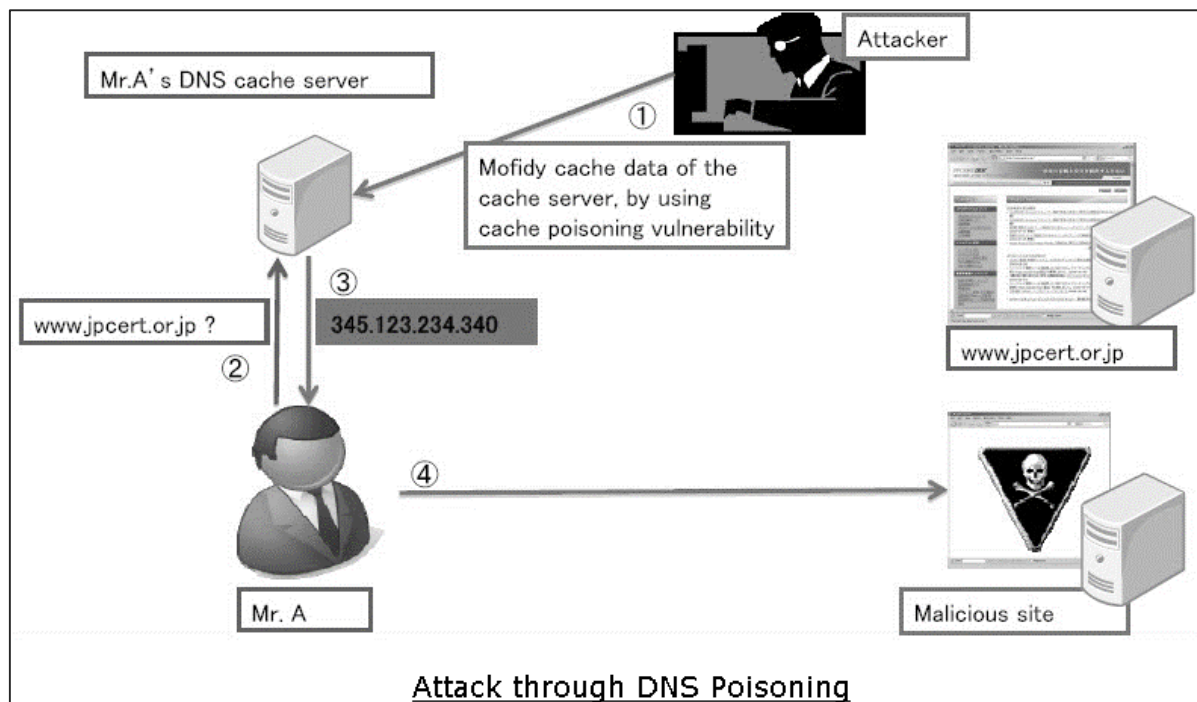 Attacker
Mr.A's DNS cache server
①
Mofidy cache data of the
cache server, by using
cache poisoning vulnerability
③
www.jpcert.or.jp ?
345.123.234.340
②
www.jpcert.or.jp
④
Mr. A
Malicious site
Attack through DNS Poisoning